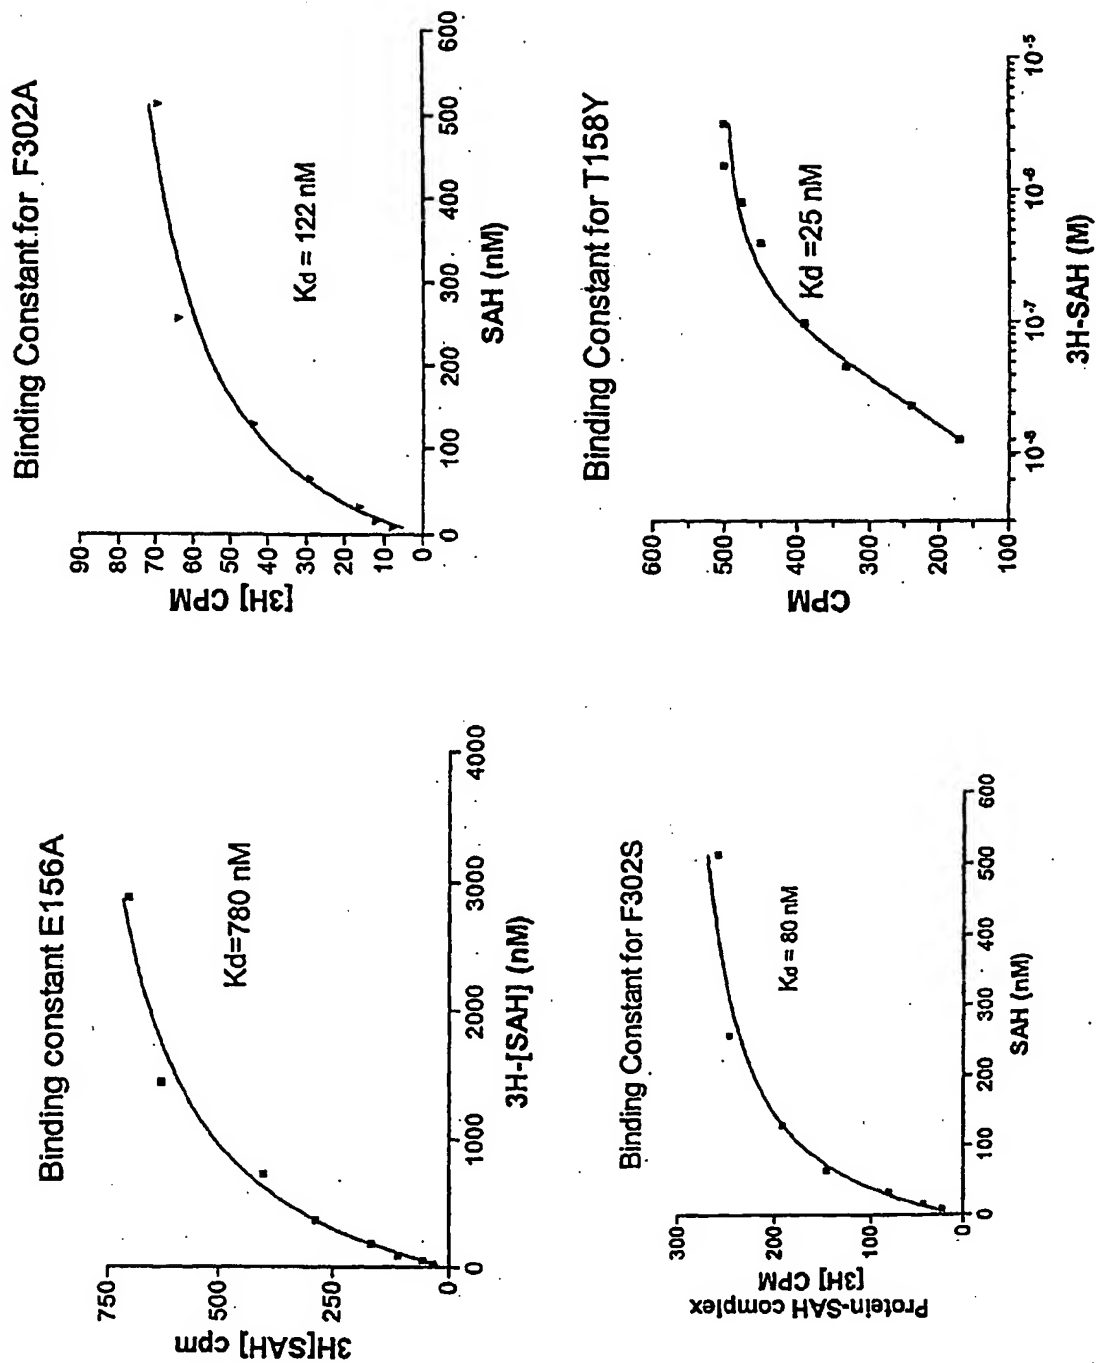 Binding constant E156A
750
500
250
0
3H[SAH] cpm
Kd=780 nM
0
1000
2000
3000
4000
3H-[SAH] (nM)
Binding Constant for F302A
90
80
70
60
50
40
30
20
10
0
[3H] CPM
Kd = 122 nM
0
100
200
300
400
500
600
SAH (nM)
Binding Constant for F302S
300
200
100
0
Protein-SAH complex
[3H] CPM
Kd = 80 nM
0
100
200
300
400
500
600
SAH (nM)
Binding Constant for T158Y
600
500
400
300
200
100
CPM
Kd =25 nM
10-8
10-7
10-6
10-5
3H-SAH (M)